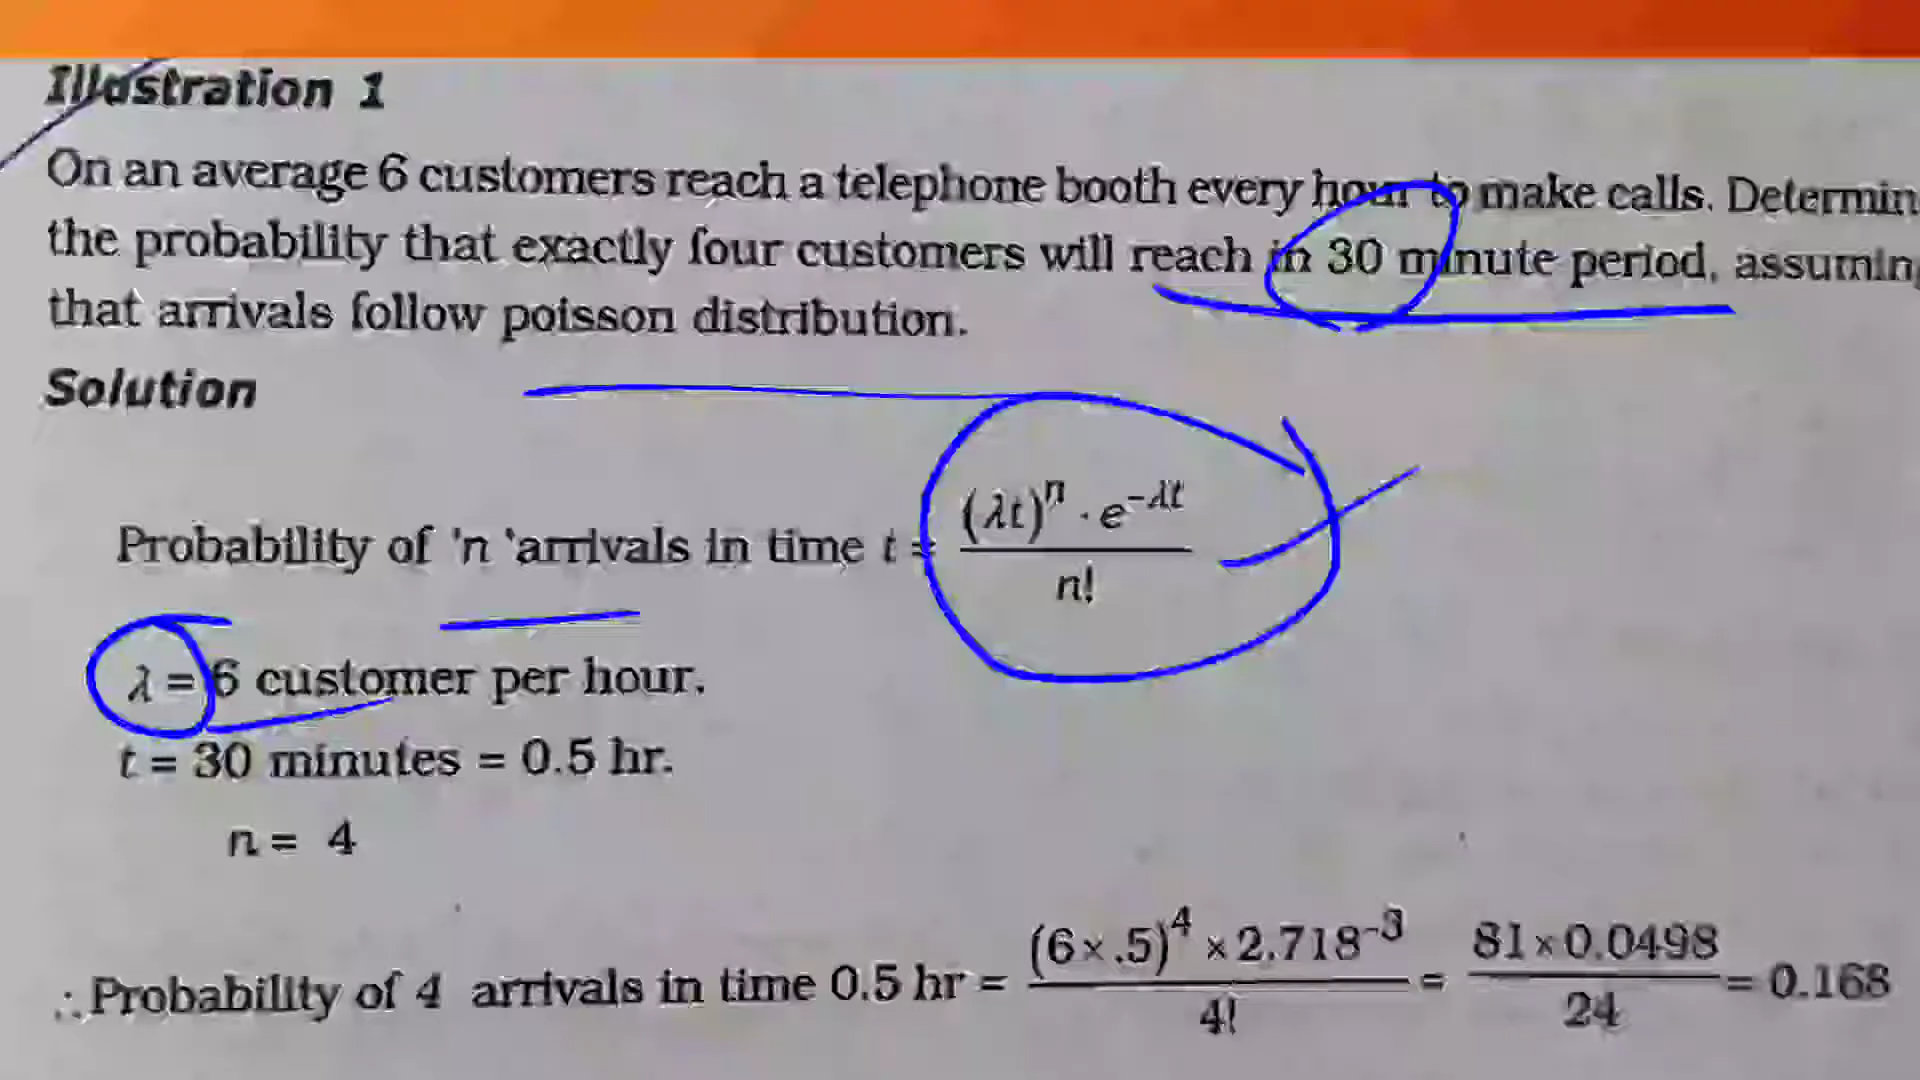 Illustration 1
On an average 6 customers reach a telephone booth every hour to make calls. Determin
the probability that exactly four customers will reach in 30 minute period, assuming
that arrivals follow poisson distribution.
Solution
Probability of 'n 'arrivals in time t = (λt)^n · e^-λt / n!
λ = 6 customer per hour.
t = 30 minutes = 0.5 hr.
n = 4
∴ Probability of 4 arrivals in time 0.5 hr = (6×.5)^4 × 2.718^-3 / 4! = 81×0.0498 / 24 = 0.168